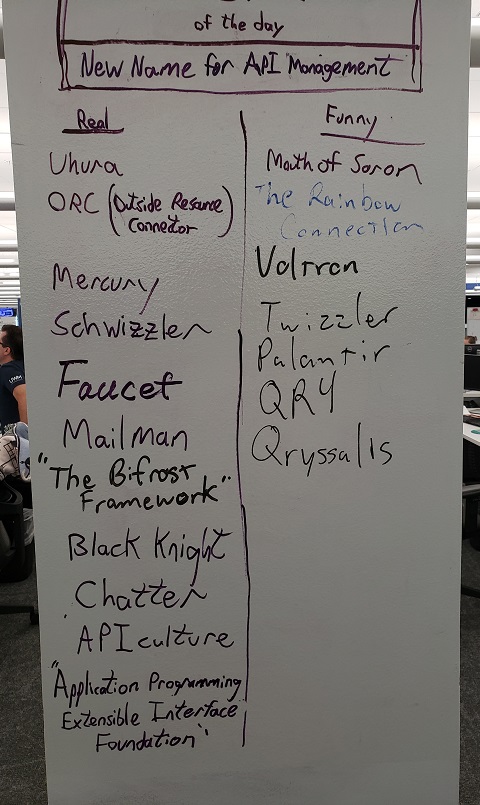 of the day
New Name for API Management
Real
Uhura
ORC (Outside Resource
Connector)
Mercury
Schwizzler
Faucet
Mailman
"The Bifrost
Framework"
Black Knight
Chatter
APIculture
"Application Programming
Extensible Interface
Foundation"
Funny
Mouth of Soron
The Rainbow
Connection
Voltron
Twizzler
Palantir
QRY
Qryssalis